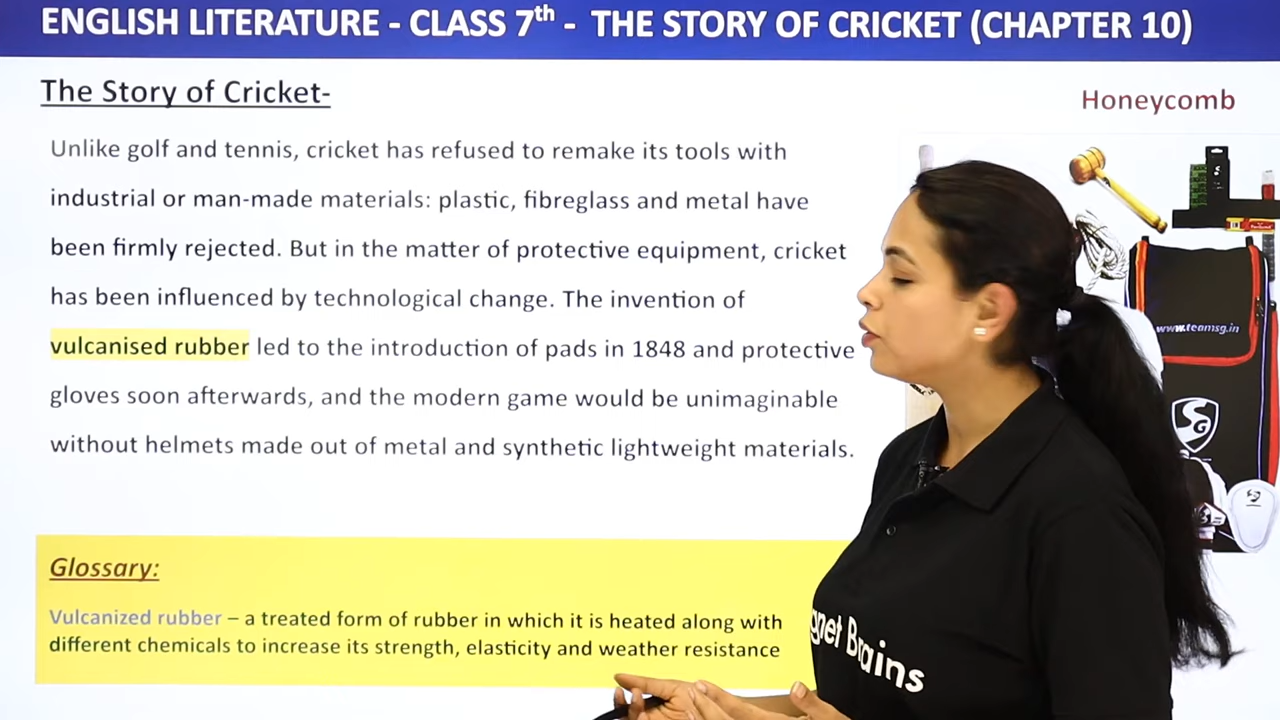 ENGLISH LITERATURE - CLASS 7th - THE STORY OF CRICKET (CHAPTER 10)
The Story of Cricket-
Honeycomb
Unlike golf and tennis, cricket has refused to remake its tools with
industrial or man-made materials: plastic, fibreglass and metal have
been firmly rejected. But in the matter of protective equipment, cricket
has been influenced by technological change. The invention of
vulcanised rubber led to the introduction of pads in 1848 and protective
gloves soon afterwards, and the modern game would be unimaginable
without helmets made out of metal and synthetic lightweight materials.
www.teamsg.in
SG
Glossary:
Vulcanized rubber – a treated form of rubber in which it is heated along with
different chemicals to increase its strength, elasticity and weather resistance
gnet Brains